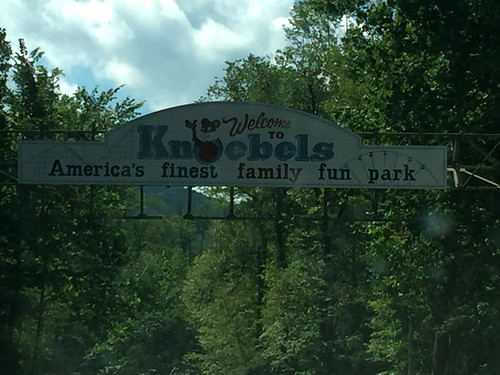 Welcome
TO
Knoebels
America's finest family fun park